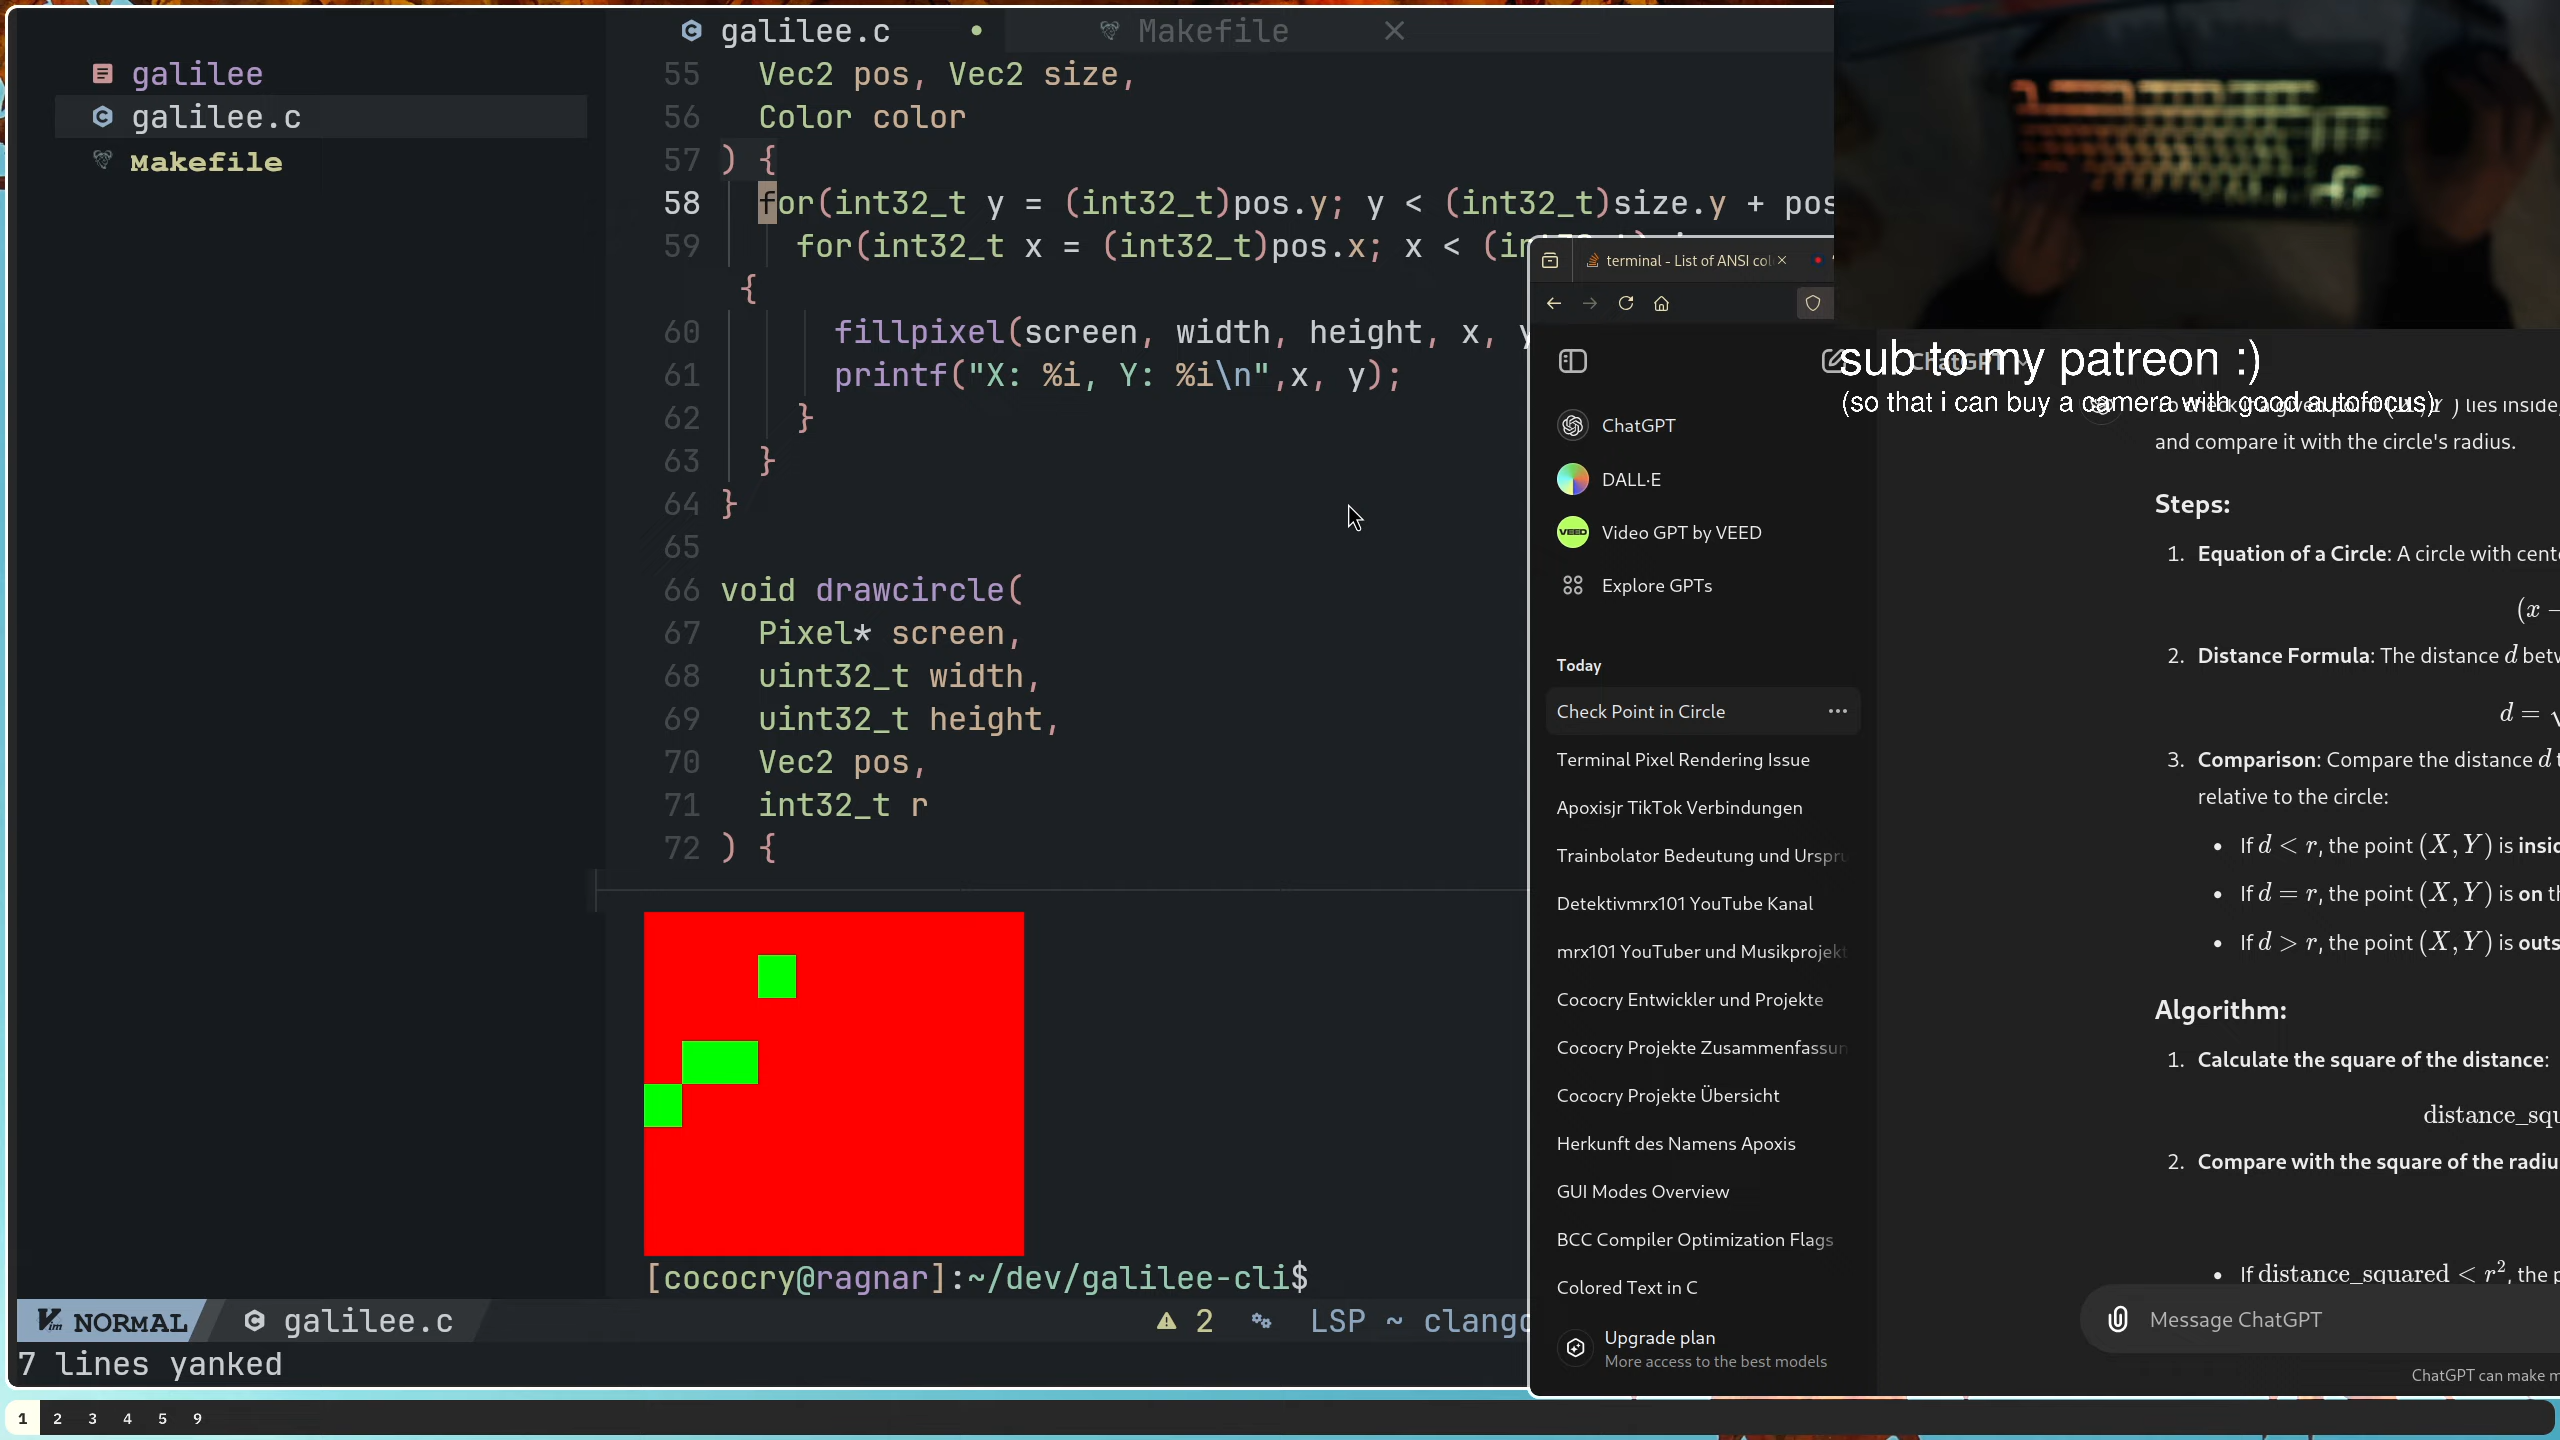 galilee
galilee.c
Makefile
galilee.c
Makefile
55 Vec2 pos, Vec2 size,
56 Color color
57 ) {
58 for(int32_t y = (int32_t)pos.y; y < (int32_t)size.y + pos
59 for(int32_t x = (int32_t)pos.x; x < (in
{
60 fillpixel(screen, width, height, x, y
61 printf("X: %i, Y: %i\n",x, y);
62 }
63 }
64 }
65
66 void drawcircle(
67 Pixel* screen,
68 uint32_t width,
69 uint32_t height,
70 Vec2 pos,
71 int32_t r
72 ) {
[cococry@ragnar]:~/dev/galilee-cli$
NORMAL galilee.c 2 LSP ~ clang
7 lines yanked
1 2 3 4 5 9
terminal - List of ANSI col
ChatGPT
DALL·E
VEED
Video GPT by VEED
Explore GPTs
Today
Check Point in Circle
Terminal Pixel Rendering Issue
Apoxisjr TikTok Verbindungen
Trainbolator Bedeutung und Urspru
Detektivmrx101 YouTube Kanal
mrx101 YouTuber und Musikprojekt
Cococry Entwickler und Projekte
Cococry Projekte Zusammenfassun
Cococry Projekte Übersicht
Herkunft des Namens Apoxis
GUI Modes Overview
BCC Compiler Optimization Flags
Colored Text in C
Upgrade plan
More access to the best models
sub to my patreon :)
(so that i can buy a camera with good autofocus)
ChatGPT
lies inside,
and compare it with the circle's radius.
Steps:
1. Equation of a Circle: A circle with cent
(x −
2. Distance Formula: The distance d betw
d = √
3. Comparison: Compare the distance d t
relative to the circle:
• If d < r, the point (X, Y) is insid
• If d = r, the point (X, Y) is on th
• If d > r, the point (X, Y) is outs
Algorithm:
1. Calculate the square of the distance:
distance_squ
2. Compare with the square of the radiu
• If distance_squared < r², the p
Message ChatGPT
ChatGPT can make m